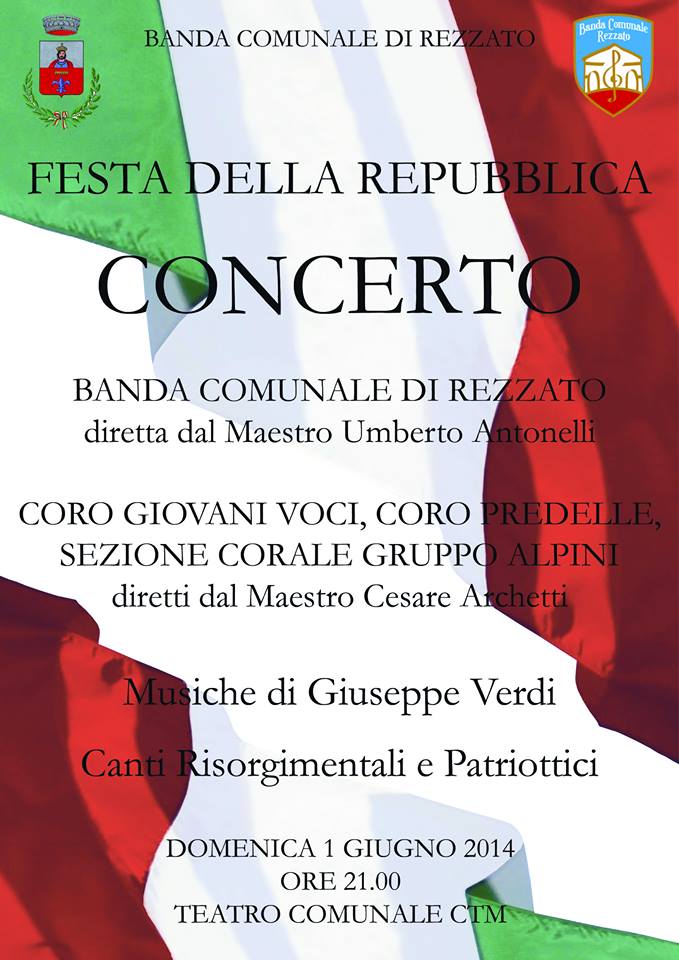 BANDA COMUNALE DI REZZATO
Banda Comunale
Rezzato
FESTA DELLA REPUBBLICA
CONCERTO
BANDA COMUNALE DI REZZATO
diretta dal Maestro Umberto Antonelli
CORO GIOVANI VOCI, CORO PREDELLE,
SEZIONE CORALE GRUPPO ALPINI
diretti dal Maestro Cesare Archetti
Musiche di Giuseppe Verdi
Canti Risorgimentali e Patriottici
DOMENICA 1 GIUGNO 2014
ORE 21.00
TEATRO COMUNALE CTM